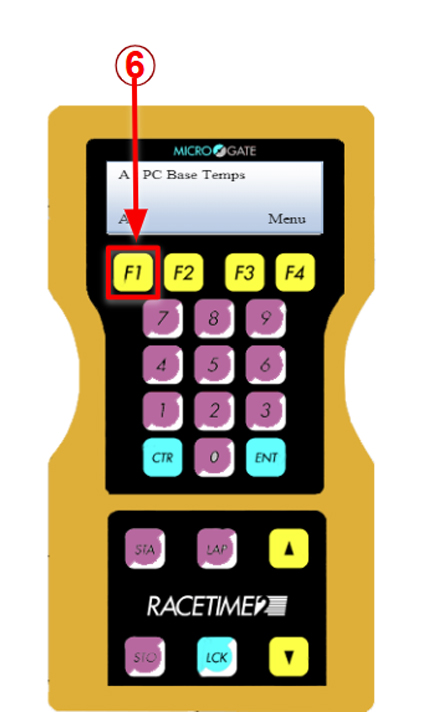 6
MICROGATE
A PC Base Temps
A Menu
F1 F2 F3 F4
7 8 9
4 5 6
1 2 3
CTR 0 ENT
STA LAP
RACETIME2
STO LCK